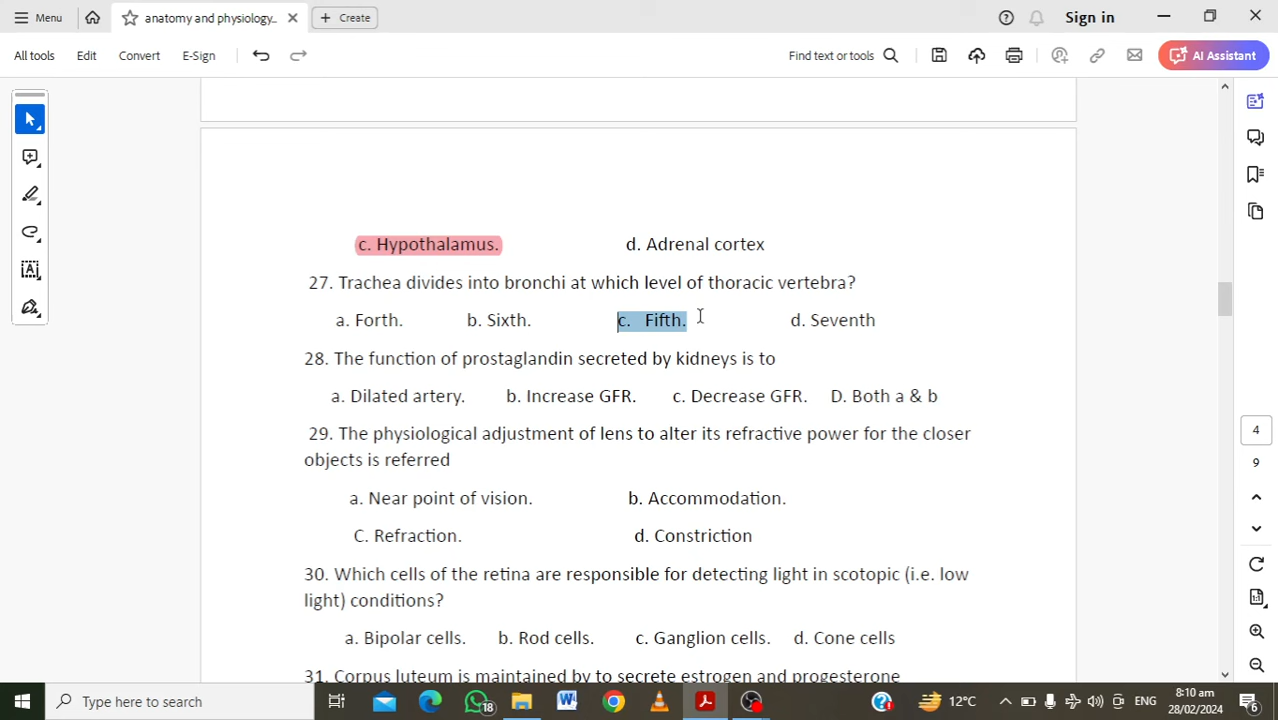 Menu
anatomy and physiology...
Create
Sign in
All tools
Edit
Convert
E-Sign
Find text or tools
AI Assistant
c. Hypothalamus. d. Adrenal cortex
27. Trachea divides into bronchi at which level of thoracic vertebra?
a. Forth. b. Sixth. c. Fifth. d. Seventh
28. The function of prostaglandin secreted by kidneys is to
a. Dilated artery. b. Increase GFR. c. Decrease GFR. D. Both a & b
29. The physiological adjustment of lens to alter its refractive power for the closer
objects is referred
a. Near point of vision. b. Accommodation.
C. Refraction. d. Constriction
30. Which cells of the retina are responsible for detecting light in scotopic (i.e. low
light) conditions?
a. Bipolar cells. b. Rod cells. c. Ganglion cells. d. Cone cells
31. Corpus luteum is maintained by to secrete estrogen and progesterone
4
9
Type here to search
18
12°C
ENG
8:10 am
28/02/2024
6